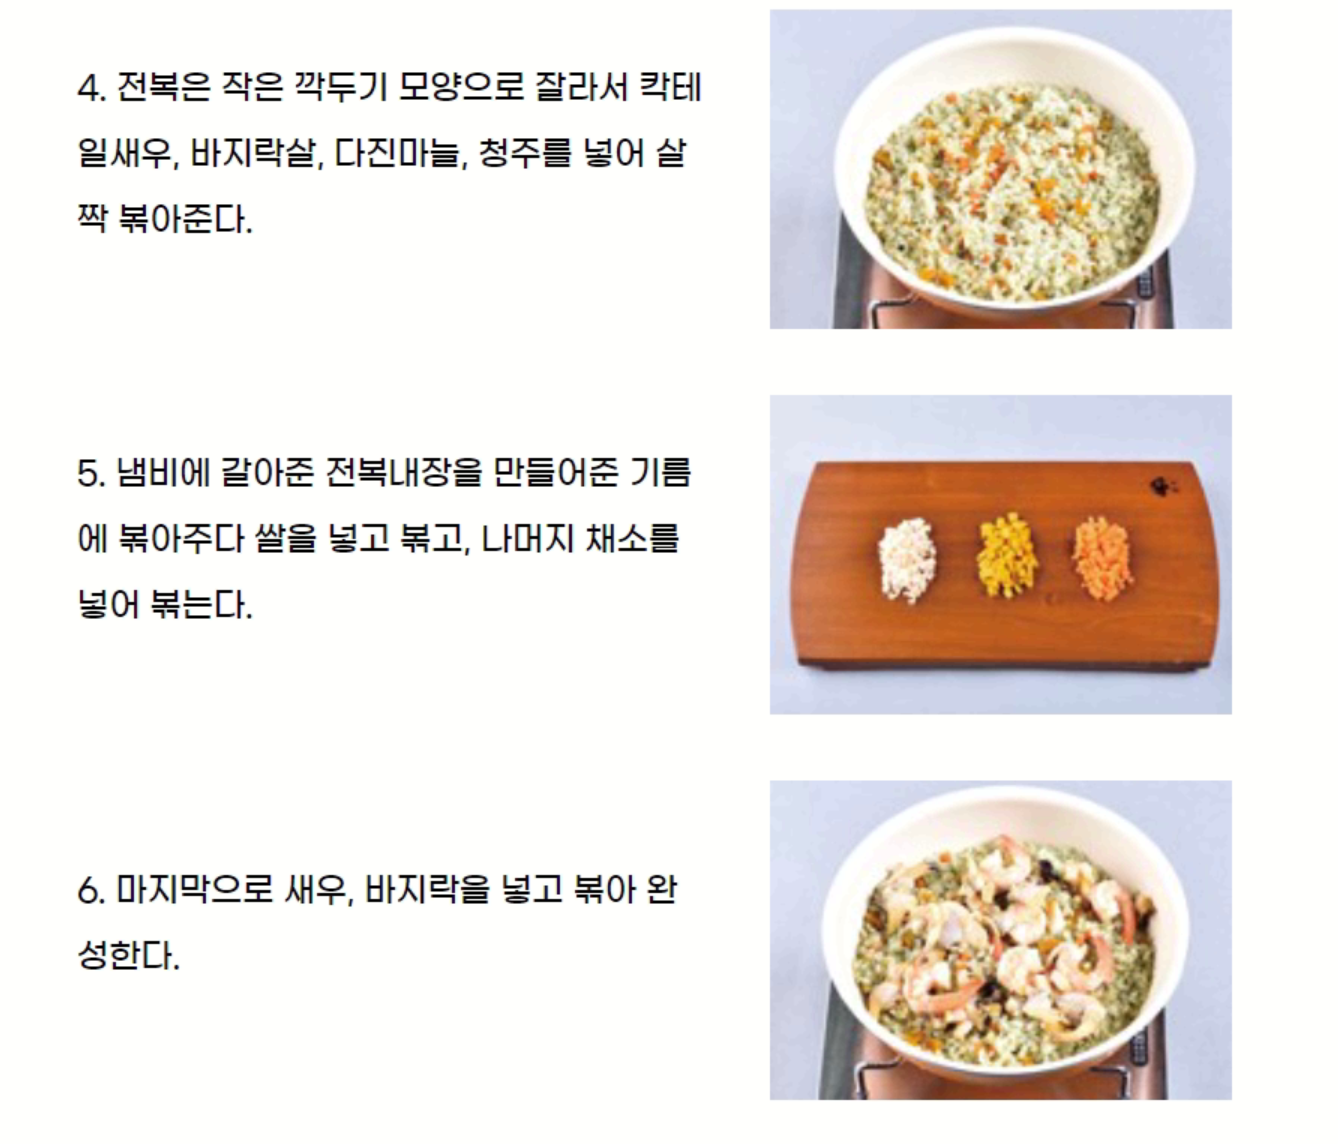 4. 전복은 작은 깍두기 모양으로 잘라서 칵테
일새우, 바지락살, 다진마늘, 청주를 넣어 살
짝 볶아준다.
5. 냄비에 갈아준 전복내장을 만들어준 기름
에 볶아주다 쌀을 넣고 볶고, 나머지 채소를
넣어 볶는다.
6. 마지막으로 새우, 바지락을 넣고 볶아 완
성한다.